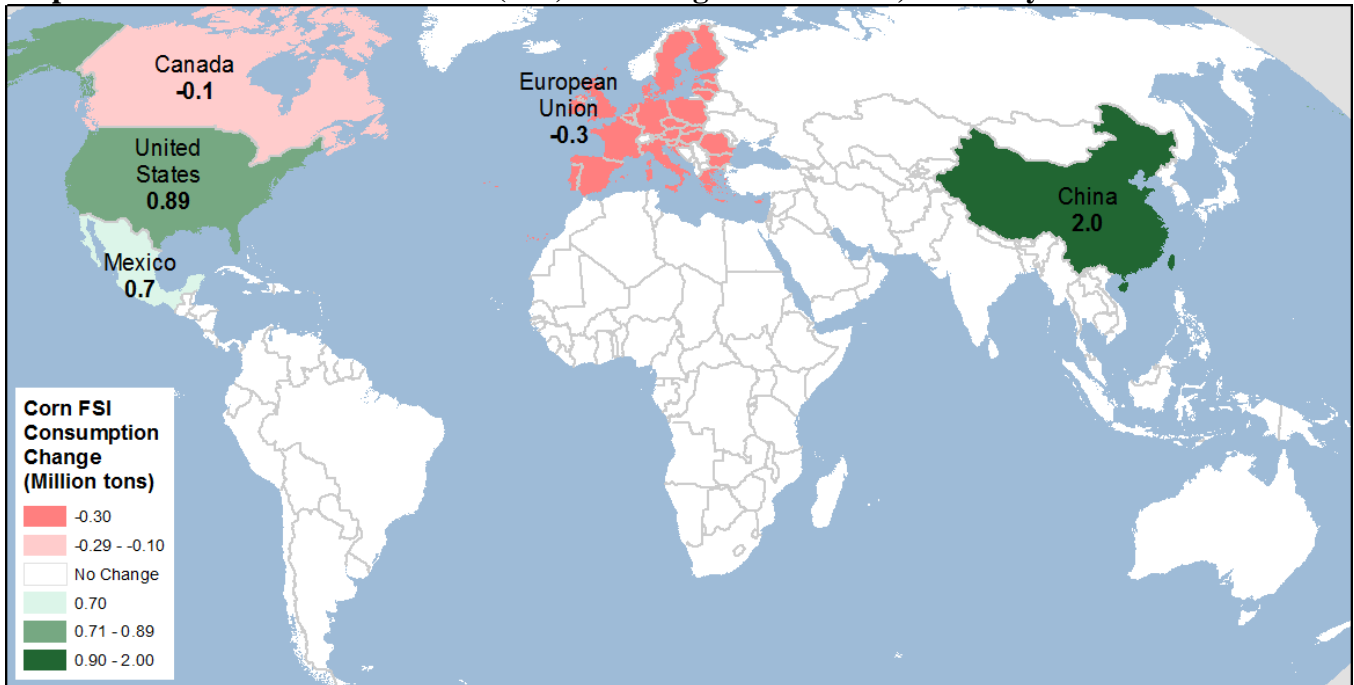 Canada
-0.1
European
Union
-0.3
United
States
0.89
China
2.0
Mexico
0.7
Corn FSI
Consumption
Change
(Million tons)
-0.30
-0.29 - -0.10
No Change
0.70
0.71 - 0.89
0.90 - 2.00